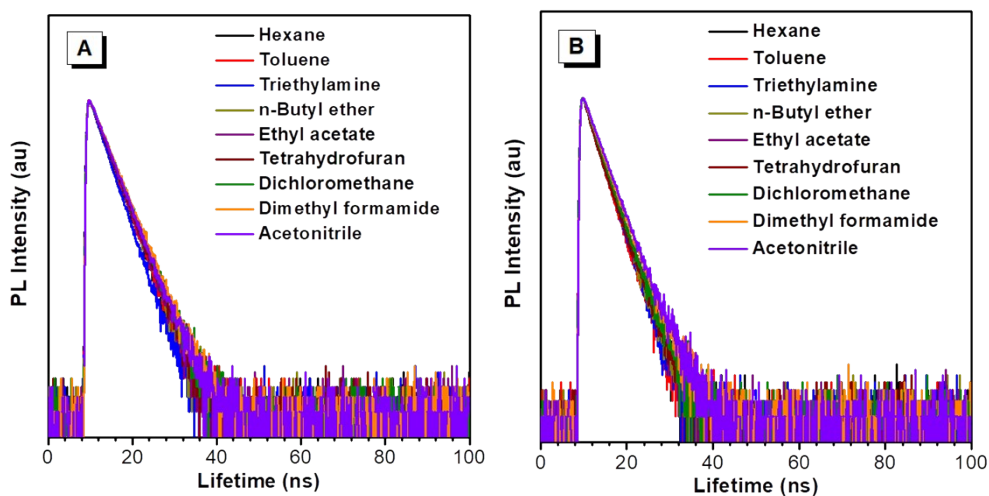 A
Hexane
Toluene
Triethylamine
n-Butyl ether
Ethyl acetate
Tetrahydrofuran
Dichloromethane
Dimethyl formamide
Acetonitrile
PL Intensity (au)
0 20 40 60 80 100
Lifetime (ns)
B
Hexane
Toluene
Triethylamine
n-Butyl ether
Ethyl acetate
Tetrahydrofuran
Dichloromethane
Dimethyl formamide
Acetonitrile
PL Intensity (au)
0 20 40 60 80 100
Lifetime (ns)